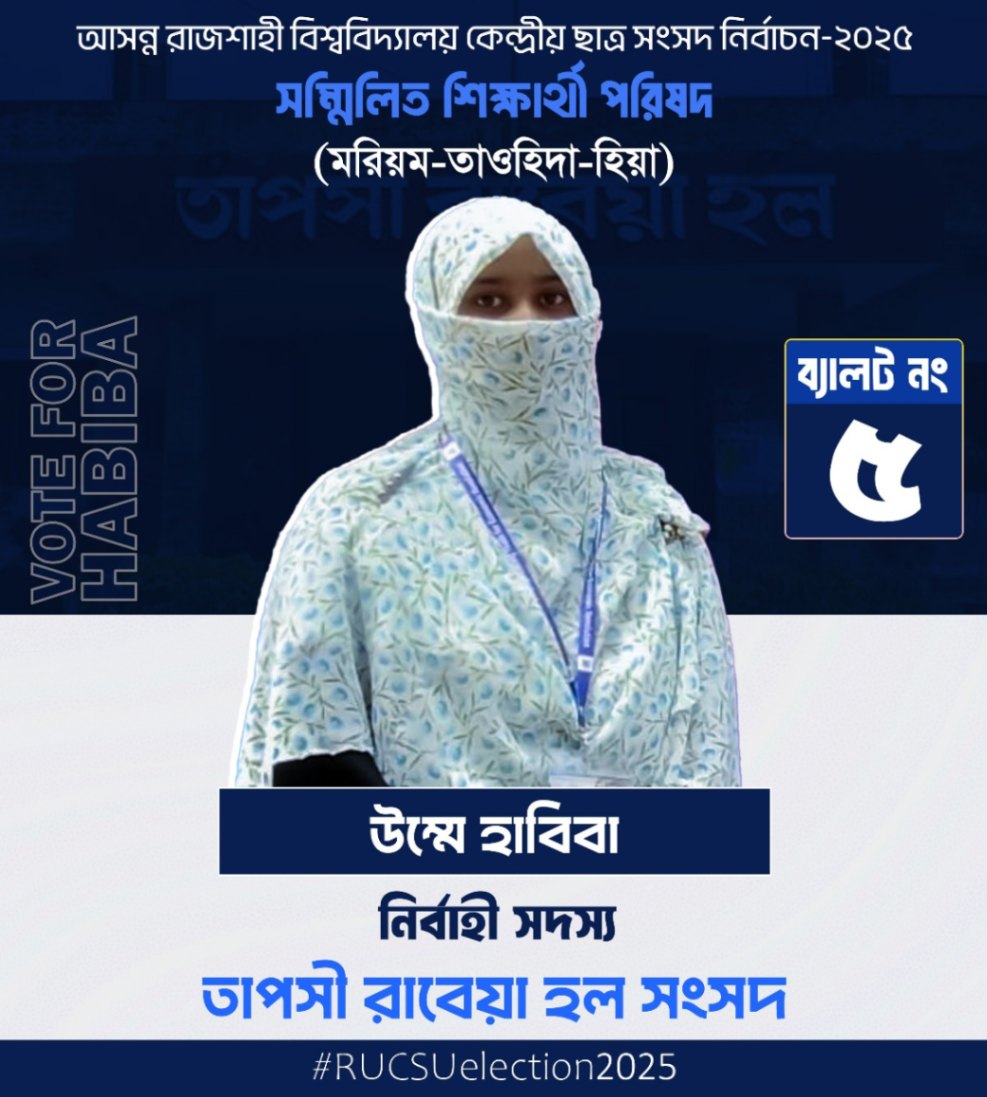 আসন্ন রাজশাহী বিশ্ববিদ্যালয় কেন্দ্রীয় ছাত্র সংসদ নির্বাচন-২০২৫
সম্মিলিত শিক্ষার্থী পরিষদ
(মরিয়ম-তাওহিদা-হিয়া)
তাপসী রাবেয়া হল
VOTE FOR
HABIBA
ব্যালট নং
৫
উম্মে হাবিবা
নির্বাহী সদস্য
তাপসী রাবেয়া হল সংসদ
#RUCSUelection2025